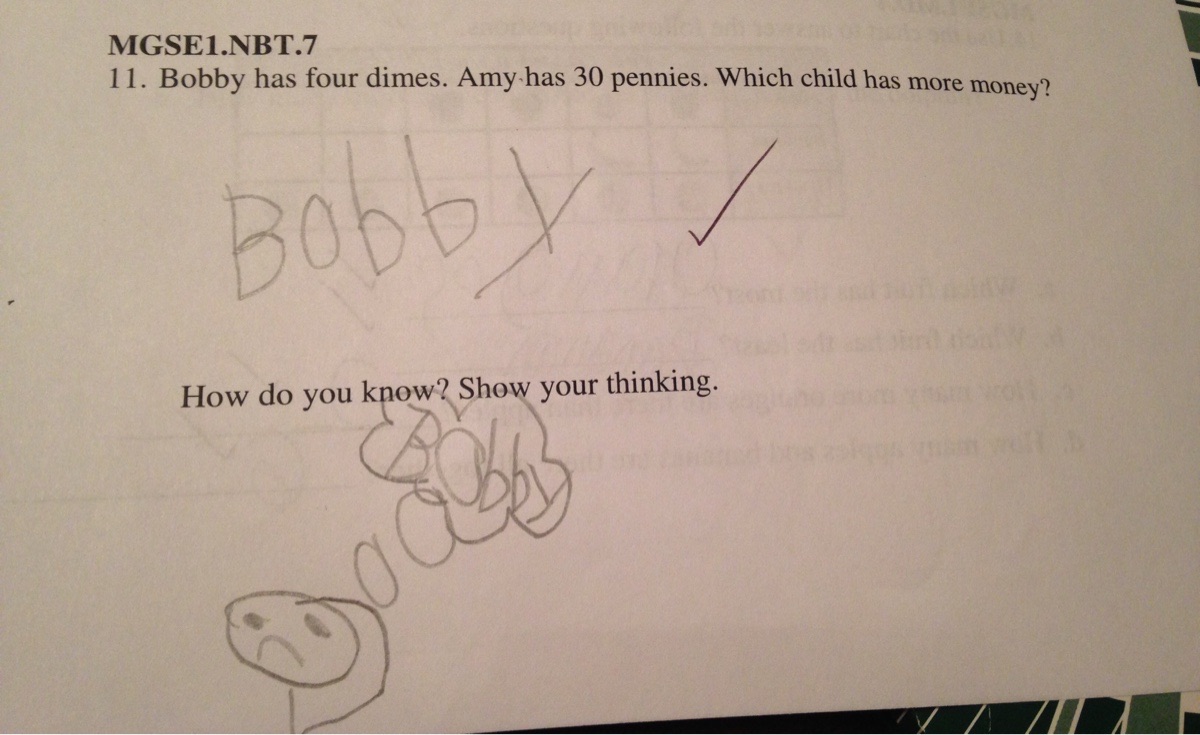 MGSE1.NBT.7
11. Bobby has four dimes. Amy has 30 pennies. Which child has more money?
Bobby
How do you know? Show your thinking.
Bobby